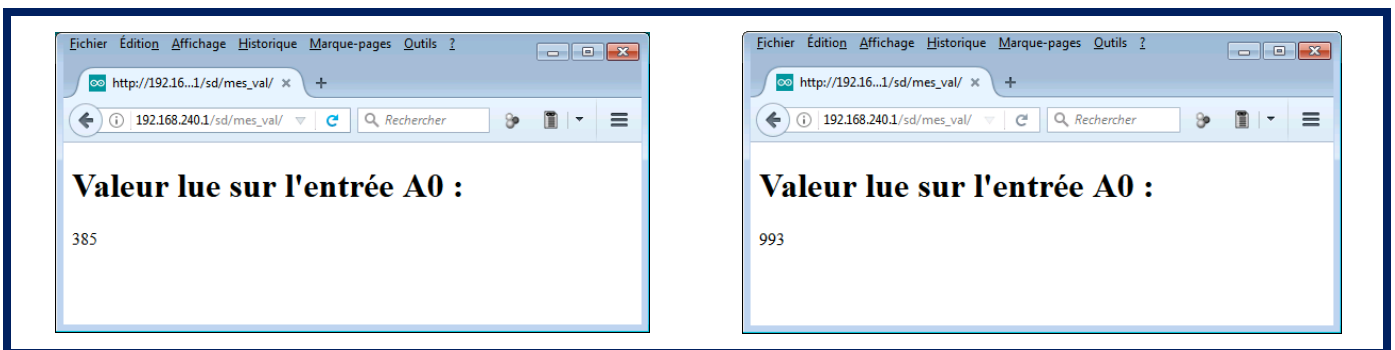 Fichier Édition Affichage Historique Marque-pages Outils ?
http://192.16...1/sd/mes_val/
192.168.240.1/sd/mes_val/ Rechercher
Valeur lue sur l'entrée A0 :
385
Fichier Édition Affichage Historique Marque-pages Outils ?
http://192.16...1/sd/mes_val/
192.168.240.1/sd/mes_val/ Rechercher
Valeur lue sur l'entrée A0 :
993